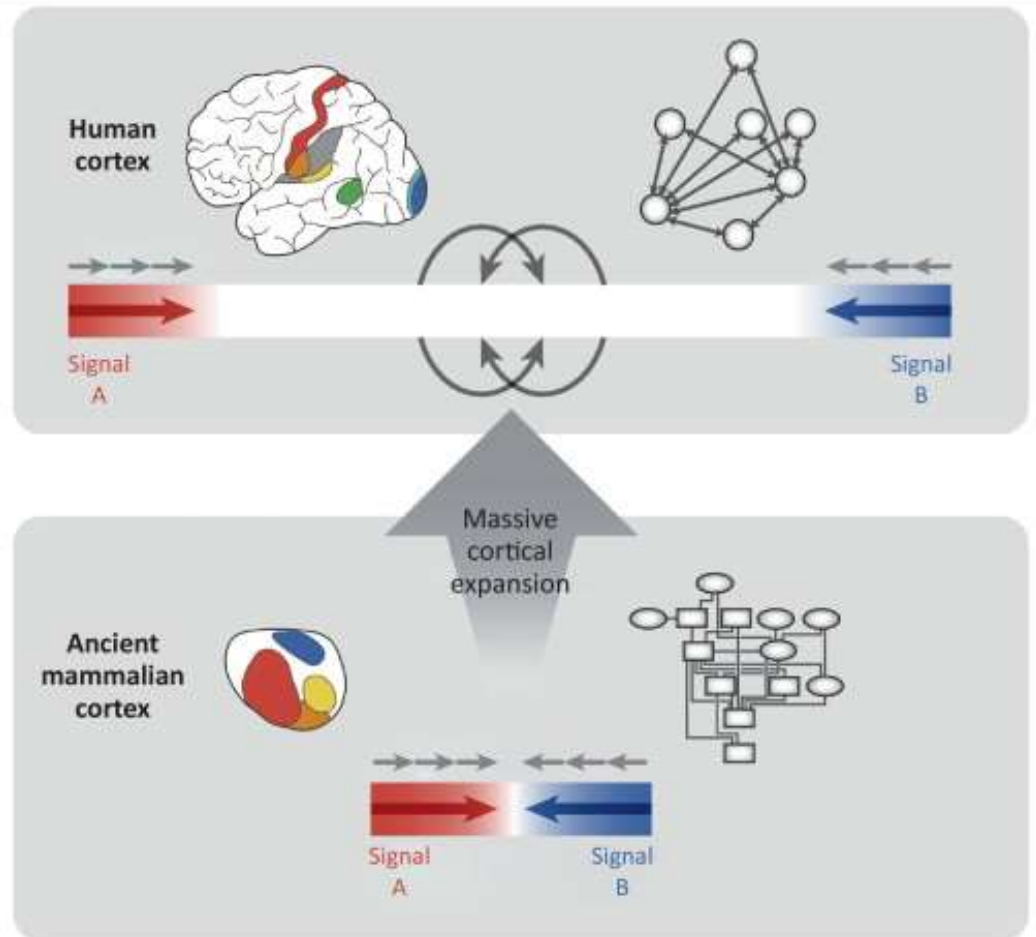 Human
cortex
Signal
A
Signal
B
Massive
cortical
expansion
Ancient
mammalian
cortex
Signal
A
Signal
B